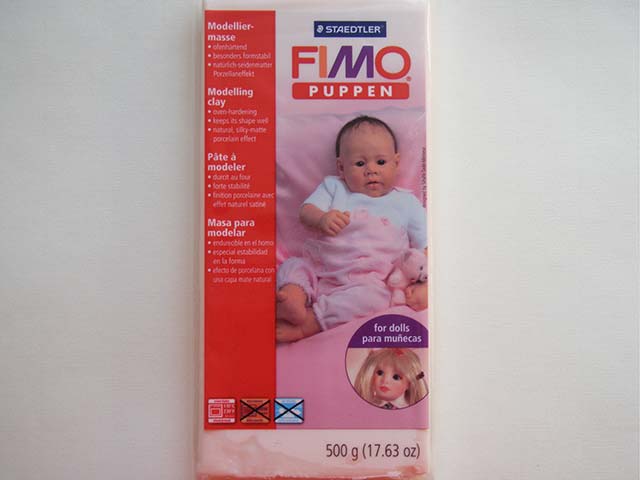 STAEDTLER
FIMO®
PUPPEN
Modellier-
masse
• ofenhärtend
• besonders formstabil
• natürlich-seidenmatter
Porzellaneffekt
Modelling
clay
• oven-hardening
• keeps its shape well
• natural, silky-matte
porcelain effect
Pâte à
modeler
• durcit au four
• forte stabilité
• finition porcelaine avec
effet naturel satiné
Masa para
modelar
• endurecible en el horno
• especial estabilidad
en la forma
• efecto de porcelana con
una capa mate natural
for dolls
para muñecas
500 g (17.63 oz)